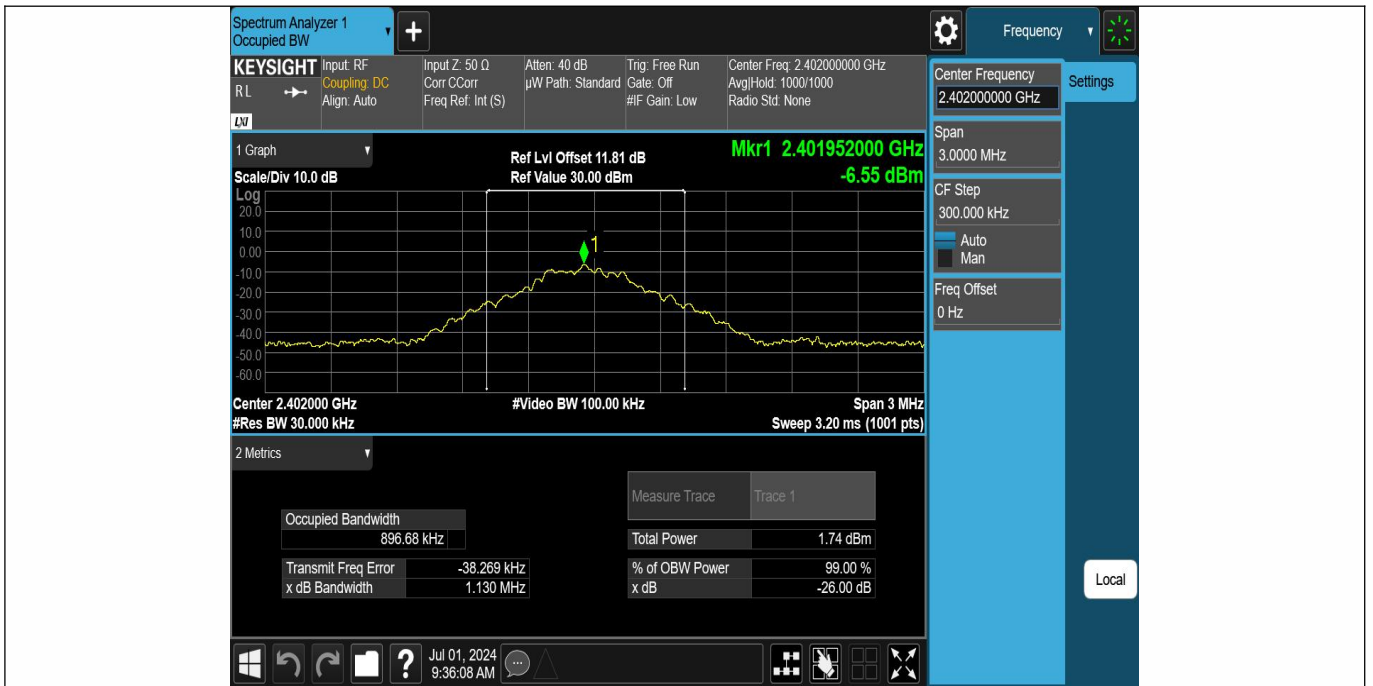 Spectrum Analyzer 1
Occupied BW
+
Frequency
KEYSIGHT
RL
LXI
Input: RF
Coupling: DC
Align: Auto
Input Z: 50 Ω
Corr CCorr
Freq Ref: Int (S)
Atten: 40 dB
µW Path: Standard
Trig: Free Run
Gate: Off
#IF Gain: Low
Center Freq: 2.402000000 GHz
Avg|Hold: 1000/1000
Radio Std: None
Center Frequency
2.402000000 GHz
Settings
Span
3.0000 MHz
CF Step
300.000 kHz
Auto
Man
Freq Offset
0 Hz
Local
1 Graph
Scale/Div 10.0 dB
Ref Lvl Offset 11.81 dB
Ref Value 30.00 dBm
Mkr1 2.401952000 GHz
-6.55 dBm
Log
20.0
10.0
0.00
-10.0
-20.0
-30.0
-40.0
-50.0
-60.0
1
Center 2.402000 GHz
#Res BW 30.000 kHz
#Video BW 100.00 kHz
Span 3 MHz
Sweep 3.20 ms (1001 pts)
2 Metrics
Measure Trace Trace 1
Occupied Bandwidth
896.68 kHz
Total Power 1.74 dBm
Transmit Freq Error -38.269 kHz
% of OBW Power 99.00 %
x dB Bandwidth 1.130 MHz
x dB -26.00 dB
?
Jul 01, 2024
9:36:08 AM